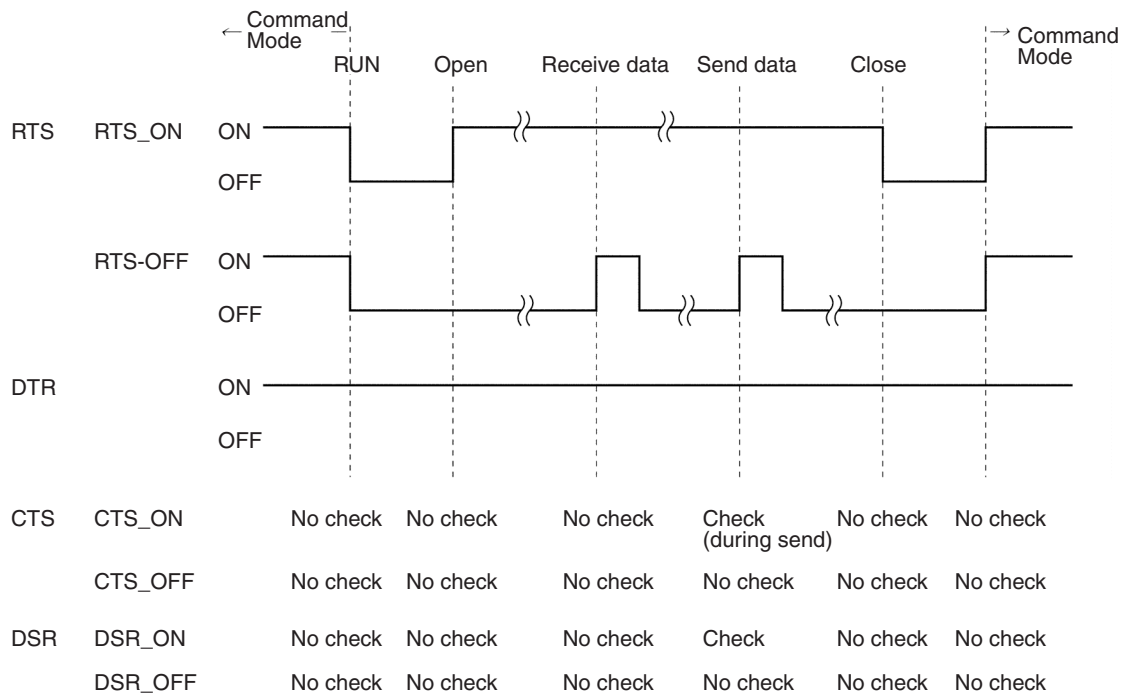 ← Command
Mode
→ Command
Mode
RUN Open Receive data Send data Close
RTS RTS_ON ON
OFF
RTS-OFF ON
OFF
DTR ON
OFF
CTS CTS_ON No check No check No check Check No check No check
(during send)
CTS_OFF No check No check No check No check No check No check
DSR DSR_ON No check No check No check Check No check No check
DSR_OFF No check No check No check No check No check No check